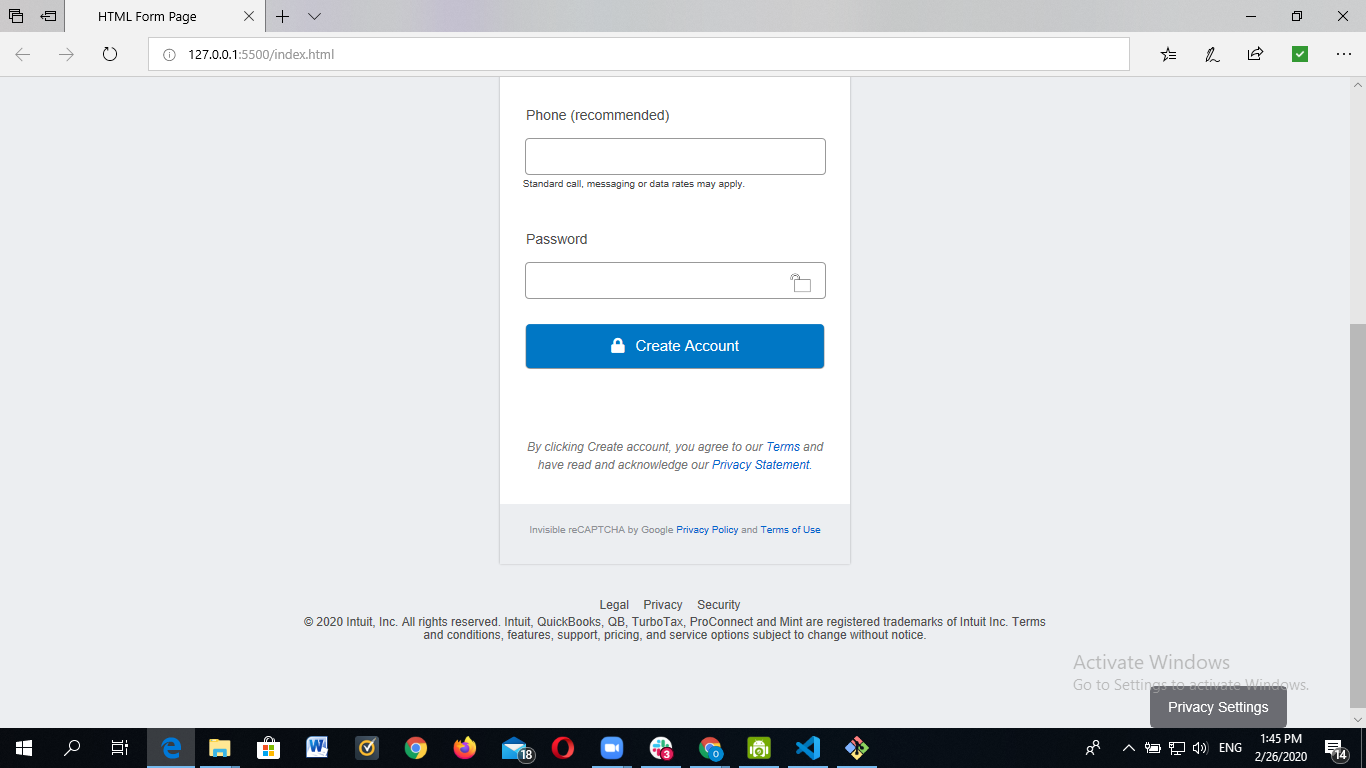 HTML Form Page
127.0.0.1:5500/index.html
Phone (recommended)
Standard call, messaging or data rates may apply.
Password
Create Account
By clicking Create account, you agree to our Terms and
have read and acknowledge our Privacy Statement.
Invisible reCAPTCHA by Google Privacy Policy and Terms of Use
Legal Privacy Security
© 2020 Intuit, Inc. All rights reserved. Intuit, QuickBooks, QB, TurboTax, ProConnect and Mint are registered trademarks of Intuit Inc. Terms
and conditions, features, support, pricing, and service options subject to change without notice.
Activate Windows
Go to Settings to activate Windows.
Privacy Settings
18
3
0
ENG
1:45 PM
2/26/2020
14